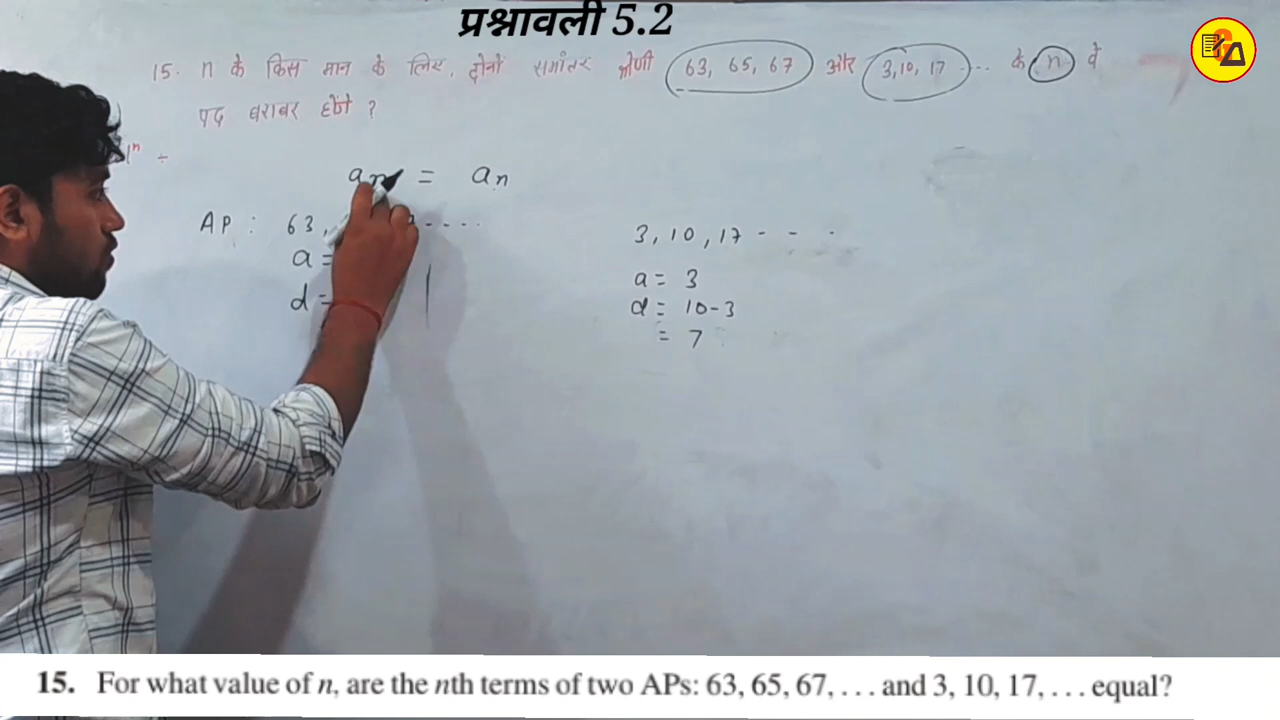 प्रश्नावली 5.2
15. n के किस मान के लिए, दोनो समांतर श्रेणी 63, 65, 67 और 3,10, 17 ... के n वे
पद बराबर होंगे ?
an = an
AP : 63, - - - -
a =
d =
3, 10, 17 - - .
a = 3
d = 10-3
= 7
15. For what value of n, are the nth terms of two APs: 63, 65, 67, . . . and 3, 10, 17, . . . equal?